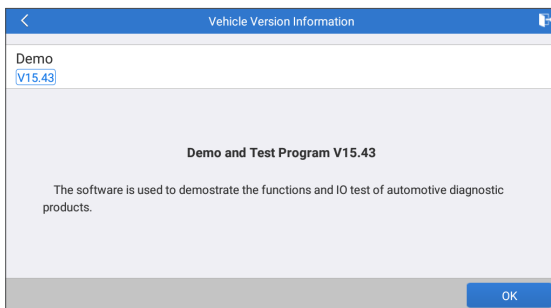 Vehicle Version Information
Demo
V15.43
Demo and Test Program V15.43
The software is used to demostrate the functions and IO test of automotive diagnostic
products.
OK